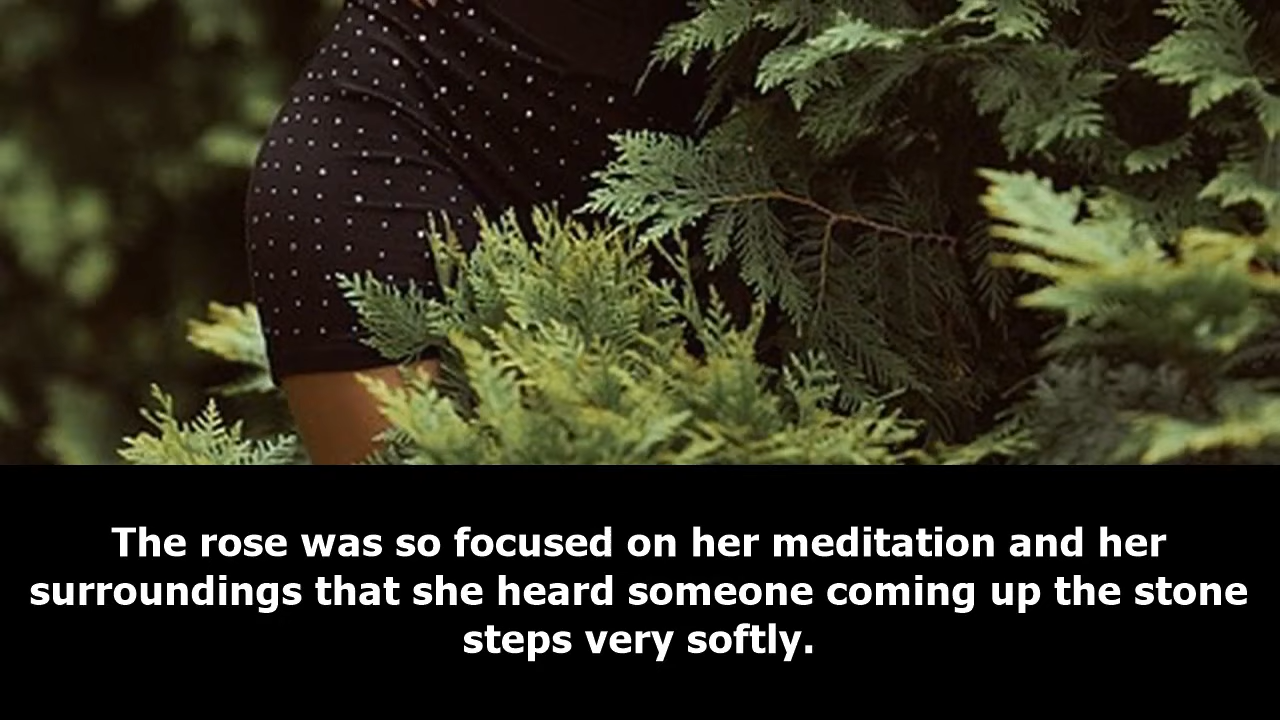 The rose was so focused on her meditation and her
surroundings that she heard someone coming up the stone
steps very softly.